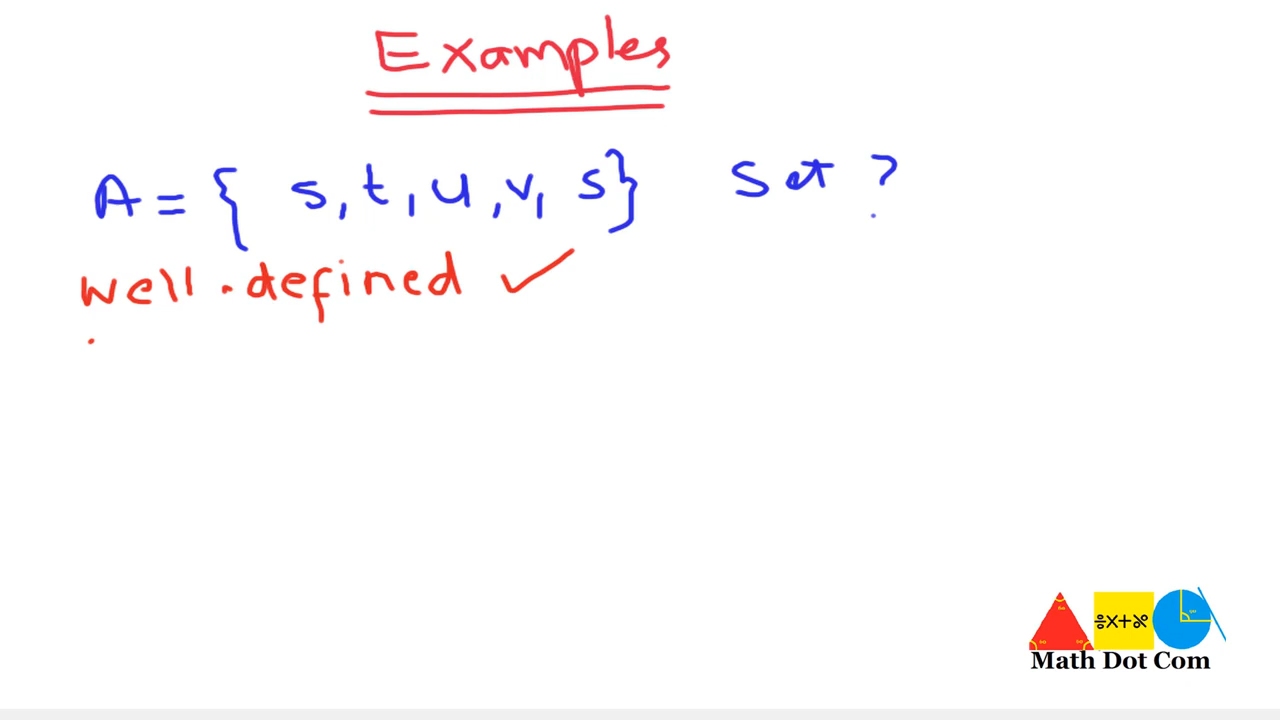 Examples
A = { s, t, u, v, s} Set ?
well-defined ✓
÷×+%
Math Dot Com